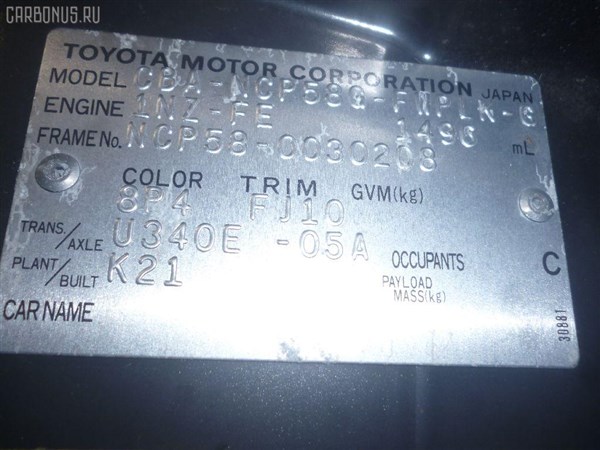 CARBONUS.RU
TOYOTA MOTOR CORPORATION JAPAN
MODEL CBA-NCP58G-FWPLN-G
ENGINE 1NZ-FE 1496 mL
FRAME No. NCP58-0030208
COLOR TRIM GVM(kg)
8P4 FJ10
TRANS./AXLE U340E -05A OCCUPANTS C
PLANT/BUILT K21 PAYLOAD MASS(kg)
CAR NAME
30881